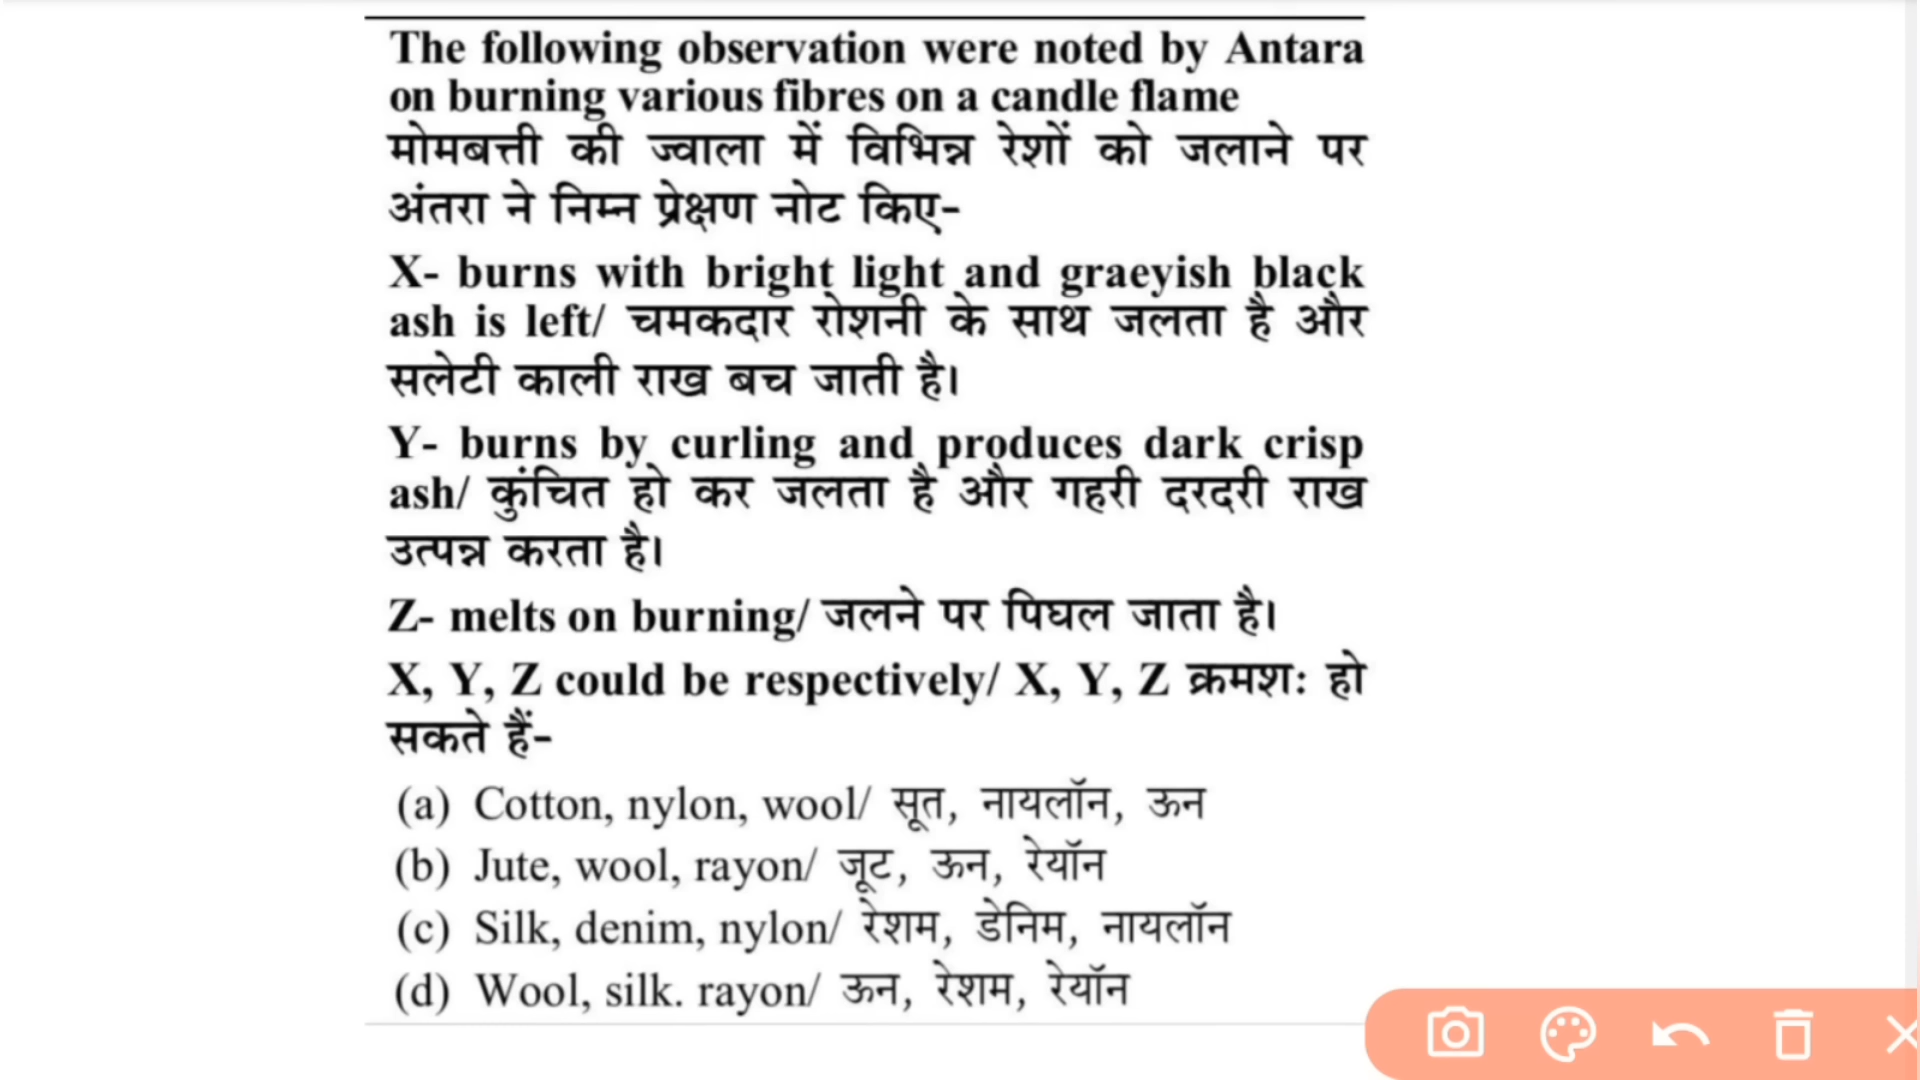 The following observation were noted by Antara
on burning various fibres on a candle flame
मोमबत्ती की ज्वाला में विभिन्न रेशों को जलाने पर
अंतरा ने निम्न प्रेक्षण नोट किए-
X- burns with bright light and graeyish black
ash is left/ चमकदार रोशनी के साथ जलता है और
सलेटी काली राख बच जाती है।
Y- burns by curling and produces dark crisp
ash/ कुंचित हो कर जलता है और गहरी दरदरी राख
उत्पन्न करता है।
Z- melts on burning/ जलने पर पिघल जाता है।
X, Y, Z could be respectively/ X, Y, Z क्रमशः हो
सकते हैं-
(a) Cotton, nylon, wool/ सूत, नायलॉन, ऊन
(b) Jute, wool, rayon/ जूट, ऊन, रेयॉन
(c) Silk, denim, nylon/ रेशम, डेनिम, नायलॉन
(d) Wool, silk. rayon/ ऊन, रेशम, रेयॉन